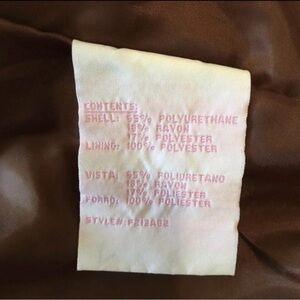 CONTENTS:
SHELL: 65% POLYURETHANE
18% RAYON
17% POLYESTER
LINING: 100% POLYESTER
VISTA: 65% POLIURETANO
18% RAYON
17% POLIESTER
FORRO: 100% POLIESTER
STYLE#: